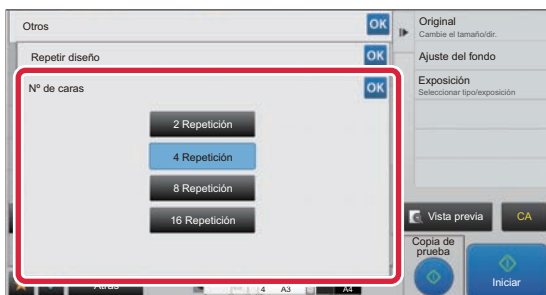 Otros
OK
Repetir diseño
OK
Nº de caras
OK
2 Repetición
4 Repetición
8 Repetición
16 Repetición
Original
Cambie el tamaño/dir.
Ajuste del fondo
Exposición
Seleccionar tipo/exposición
Vista previa
CA
Copia de
prueba
Iniciar
Atrás
4 A3
A4